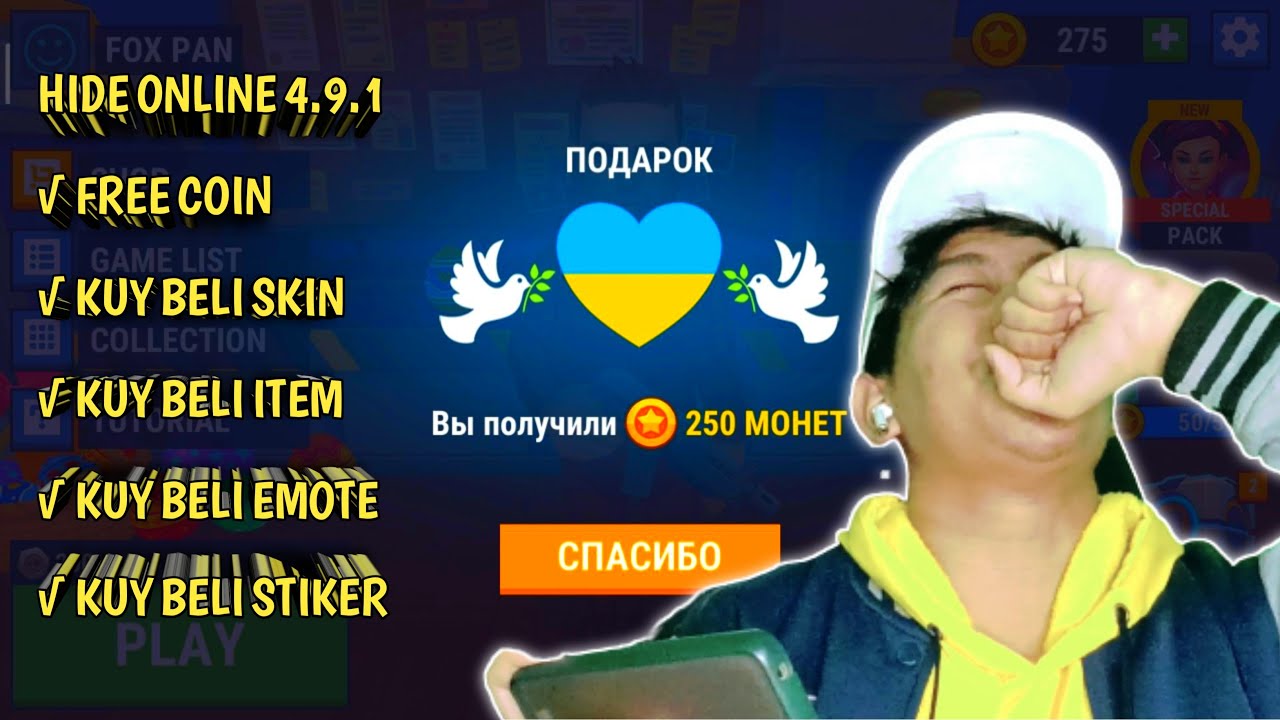 FOX PAN
275
HIDE ONLINE 4.9.1
ПОДАРОК
NEW
SPECIAL
PACK
√ FREE COIN
GAME LIST
√ KUY BELI SKIN
COLLECTION
√ KUY BELI ITEM
TUTORIAL
Вы получили 250 МОНЕТ
2
√ KUY BELI EMOTE
СПАСИБО
√ KUY BELI STIKER
PLAY